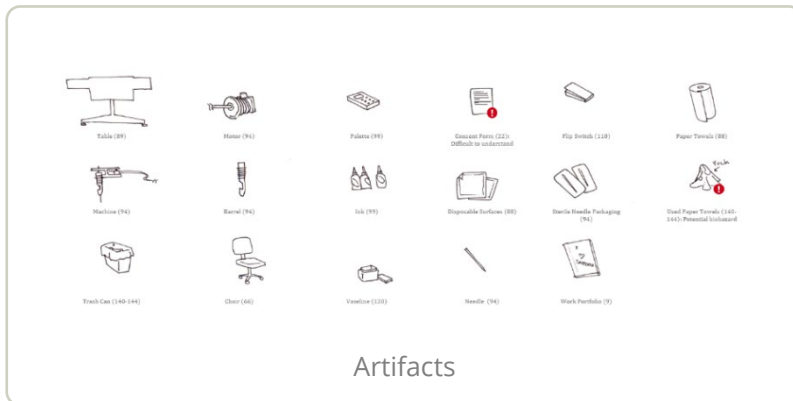 Table (89)
Motor (94)
Palette (99)
Consent Form (22):
Difficult to understand
Flip Switch (118)
Paper Towels (88)
Machine (94)
Barrel (94)
Ink (99)
Disposable Surfaces (88)
Sterile Needle Packaging
(94)
Used Paper Towels (140-
144): Potential biohazard
Trash Can (140-144)
Chair (66)
Vaseline (120)
Needle (94)
Work Portfolio (9)
Artifacts